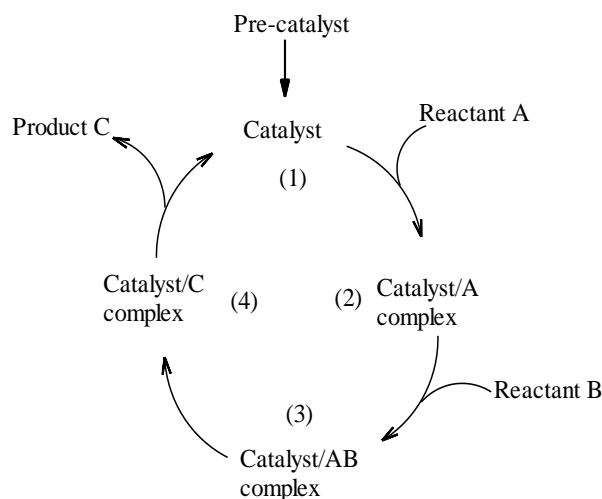 Pre-catalyst
Product C
Catalyst
Reactant A
(1)
Catalyst/C
complex
(4)
(2)
Catalyst/A
complex
(3)
Reactant B
Catalyst/AB
complex